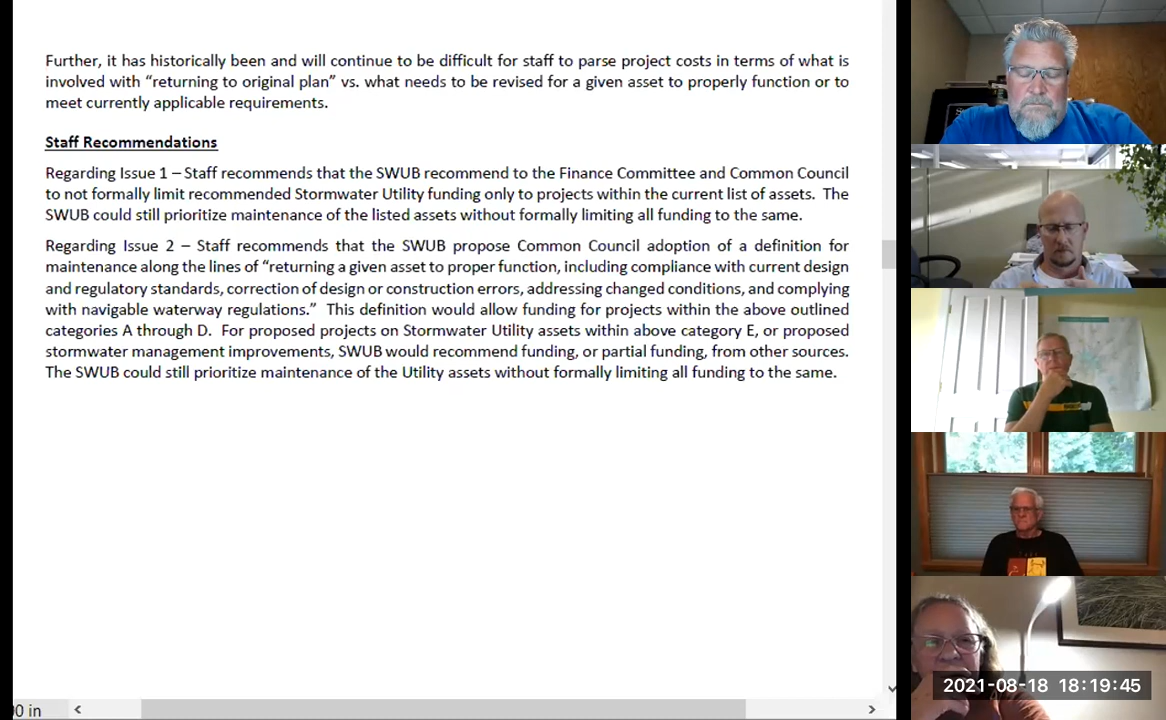 Further, it has historically been and will continue to be difficult for staff to parse project costs in terms of what is
involved with “returning to original plan” vs. what needs to be revised for a given asset to properly function or to
meet currently applicable requirements.
Staff Recommendations
Regarding Issue 1 – Staff recommends that the SWUB recommend to the Finance Committee and Common Council
to not formally limit recommended Stormwater Utility funding only to projects within the current list of assets. The
SWUB could still prioritize maintenance of the listed assets without formally limiting all funding to the same.
Regarding Issue 2 – Staff recommends that the SWUB propose Common Council adoption of a definition for
maintenance along the lines of “returning a given asset to proper function, including compliance with current design
and regulatory standards, correction of design or construction errors, addressing changed conditions, and complying
with navigable waterway regulations.” This definition would allow funding for projects within the above outlined
categories A through D. For proposed projects on Stormwater Utility assets within above category E, or proposed
stormwater management improvements, SWUB would recommend funding, or partial funding, from other sources.
The SWUB could still prioritize maintenance of the Utility assets without formally limiting all funding to the same.
0 in
2021-08-18 18:19:45